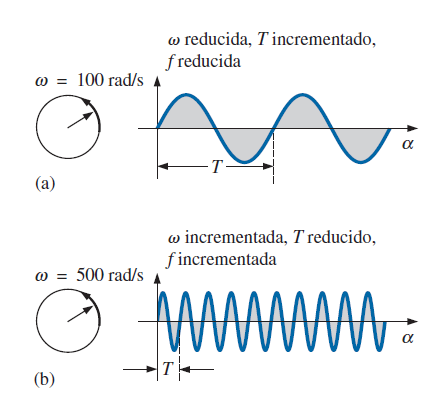 ω reducida, T incrementado,
f reducida
ω = 100 rad/s
α
T
(a)
ω incrementada, T reducido,
f incrementada
ω = 500 rad/s
α
T
(b)